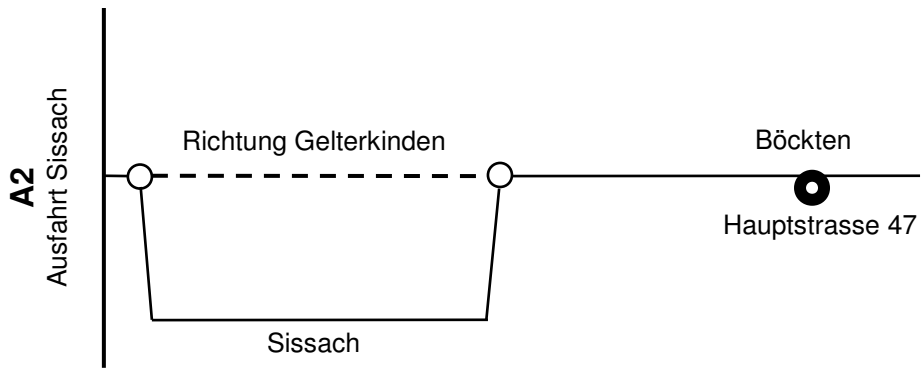 A2
Ausfahrt Sissach
Richtung Gelterkinden
Böckten
Hauptstrasse 47
Sissach